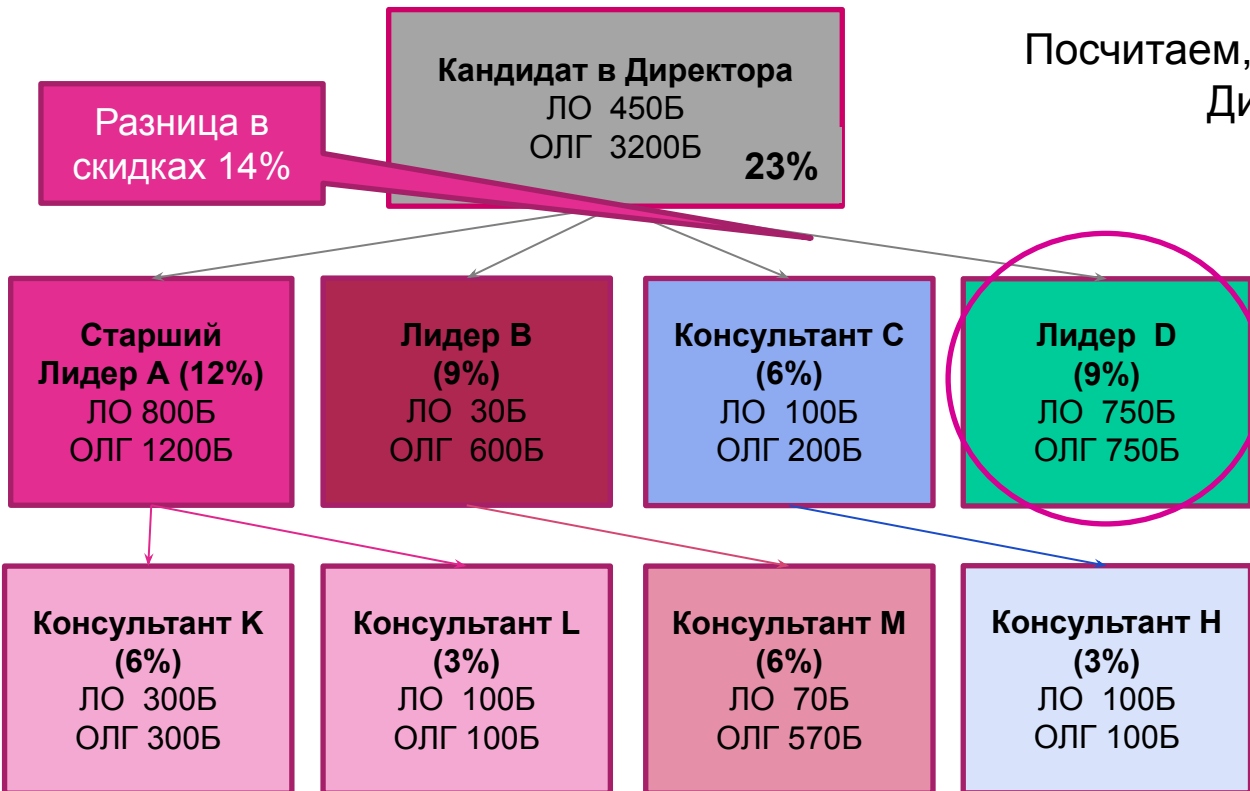 Посчитаем,
Ди
Разница в
скидках 14%
Кандидат в Директора
ЛО 450Б
ОЛГ 3200Б
23%
Старший
Лидер А (12%)
ЛО 800Б
ОЛГ 1200Б
Лидер В
(9%)
ЛО 30Б
ОЛГ 600Б
Консультант С
(6%)
ЛО 100Б
ОЛГ 200Б
Лидер D
(9%)
ЛО 750Б
ОЛГ 750Б
Консультант K
(6%)
ЛО 300Б
ОЛГ 300Б
Консультант L
(3%)
ЛО 100Б
ОЛГ 100Б
Консультант М
(6%)
ЛО 70Б
ОЛГ 570Б
Консультант Н
(3%)
ЛО 100Б
ОЛГ 100Б